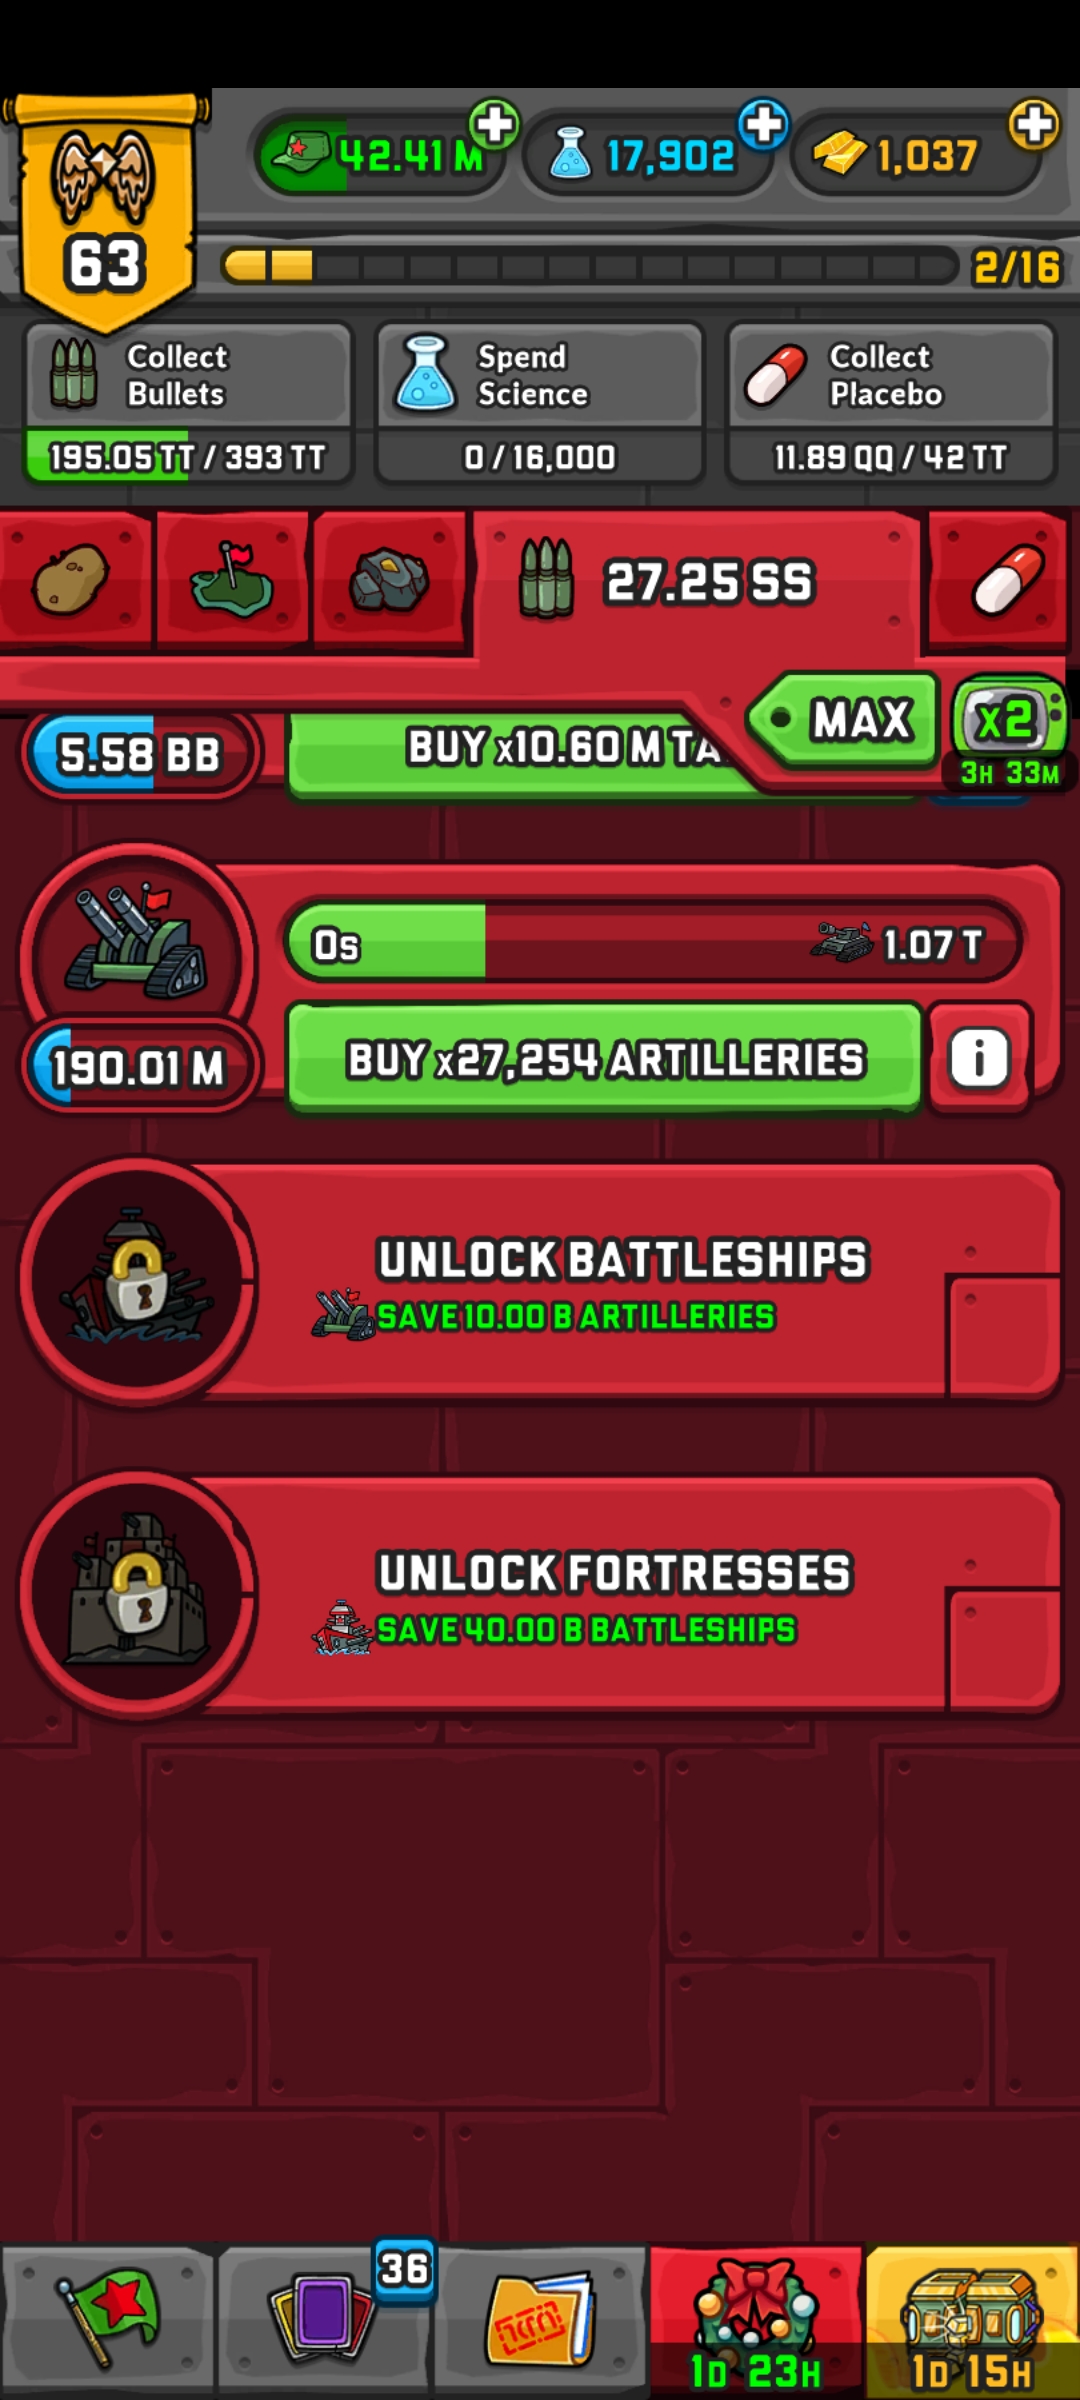 42.41 M
17,902
1,037
63
2/16
Collect
Bullets
195.05 TT / 393 TT
Spend
Science
0 / 16,000
Collect
Placebo
11.89 QQ / 42 TT
27.25 SS
MAX
x2
3H 33M
5.58 BB
BUY x10.60 M TA
0s
1.07 T
190.01 M
BUY x27,254 ARTILLERIES
i
UNLOCK BATTLESHIPS
SAVE 10.00 B ARTILLERIES
UNLOCK FORTRESSES
SAVE 40.00 B BATTLESHIPS
36
1D 23H
1D 15H